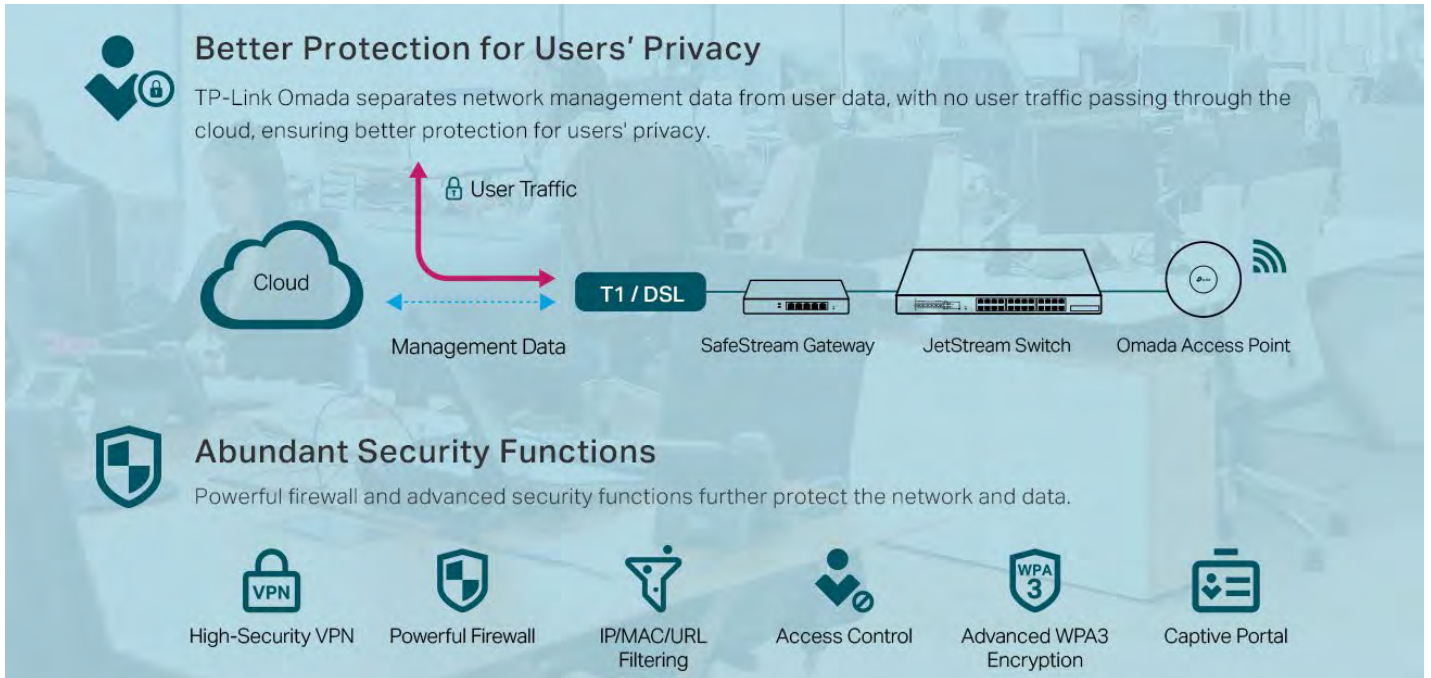 Better Protection for Users' Privacy
TP-Link Omada separates network management data from user data, with no user traffic passing through the
cloud, ensuring better protection for users' privacy.
User Traffic
Cloud
T1 / DSL
Management Data
SafeStream Gateway
JetStream Switch
Omada Access Point
Abundant Security Functions
Powerful firewall and advanced security functions further protect the network and data.
VPN
WPA
3
High-Security VPN
Powerful Firewall
IP/MAC/URL
Filtering
Access Control
Advanced WPA3
Encryption
Captive Portal